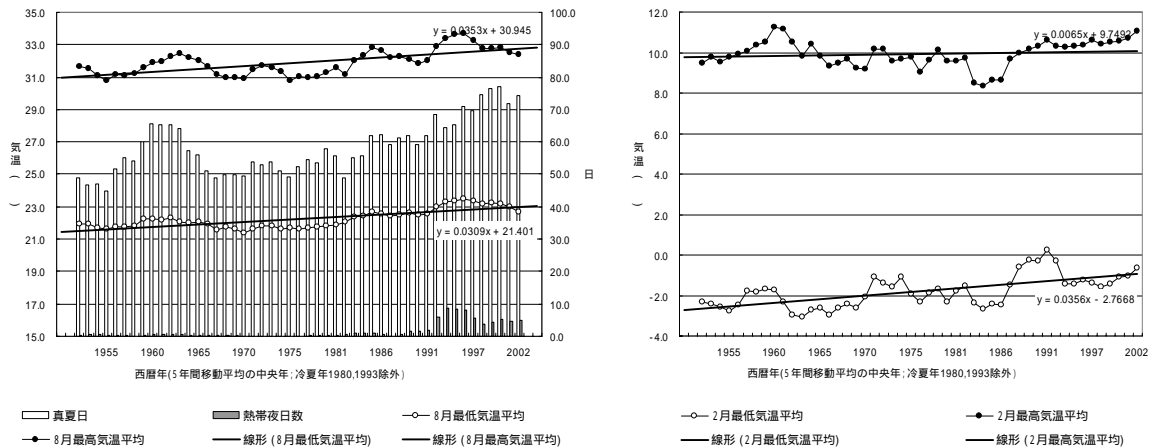 35.0
33.0
31.0
29.0
27.0
25.0
23.0
21.0
19.0
17.0
15.0
気温 (
)
100.0
90.0
80.0
70.0
60.0
50.0
40.0
30.0
20.0
10.0
0.0
日
y = 0.0353x + 30.945
y = 0.0309x + 21.401
1955 1960 1965 1970 1975 1981 1986 1991 1997 2002
西暦年(5年間移動平均の中央年;冷夏年1980,1993除外)
真夏日 熱帯夜日数 8月最低気温平均
8月最高気温平均 線形 (8月最低気温平均) 線形 (8月最高気温平均)
12.0
10.0
8.0
6.0
4.0
2.0
0.0
-2.0
-4.0
気温 (
)
y = 0.0065x + 9.7492
y = 0.0356x - 2.7668
1955 1960 1965 1970 1975 1981 1986 1991 1997 2002
西暦年(5年間移動平均の中央年;冷夏年1980,1993除外)
2月最低気温平均 2月最高気温平均
線形 (2月最低気温平均) 線形 (2月最高気温平均)